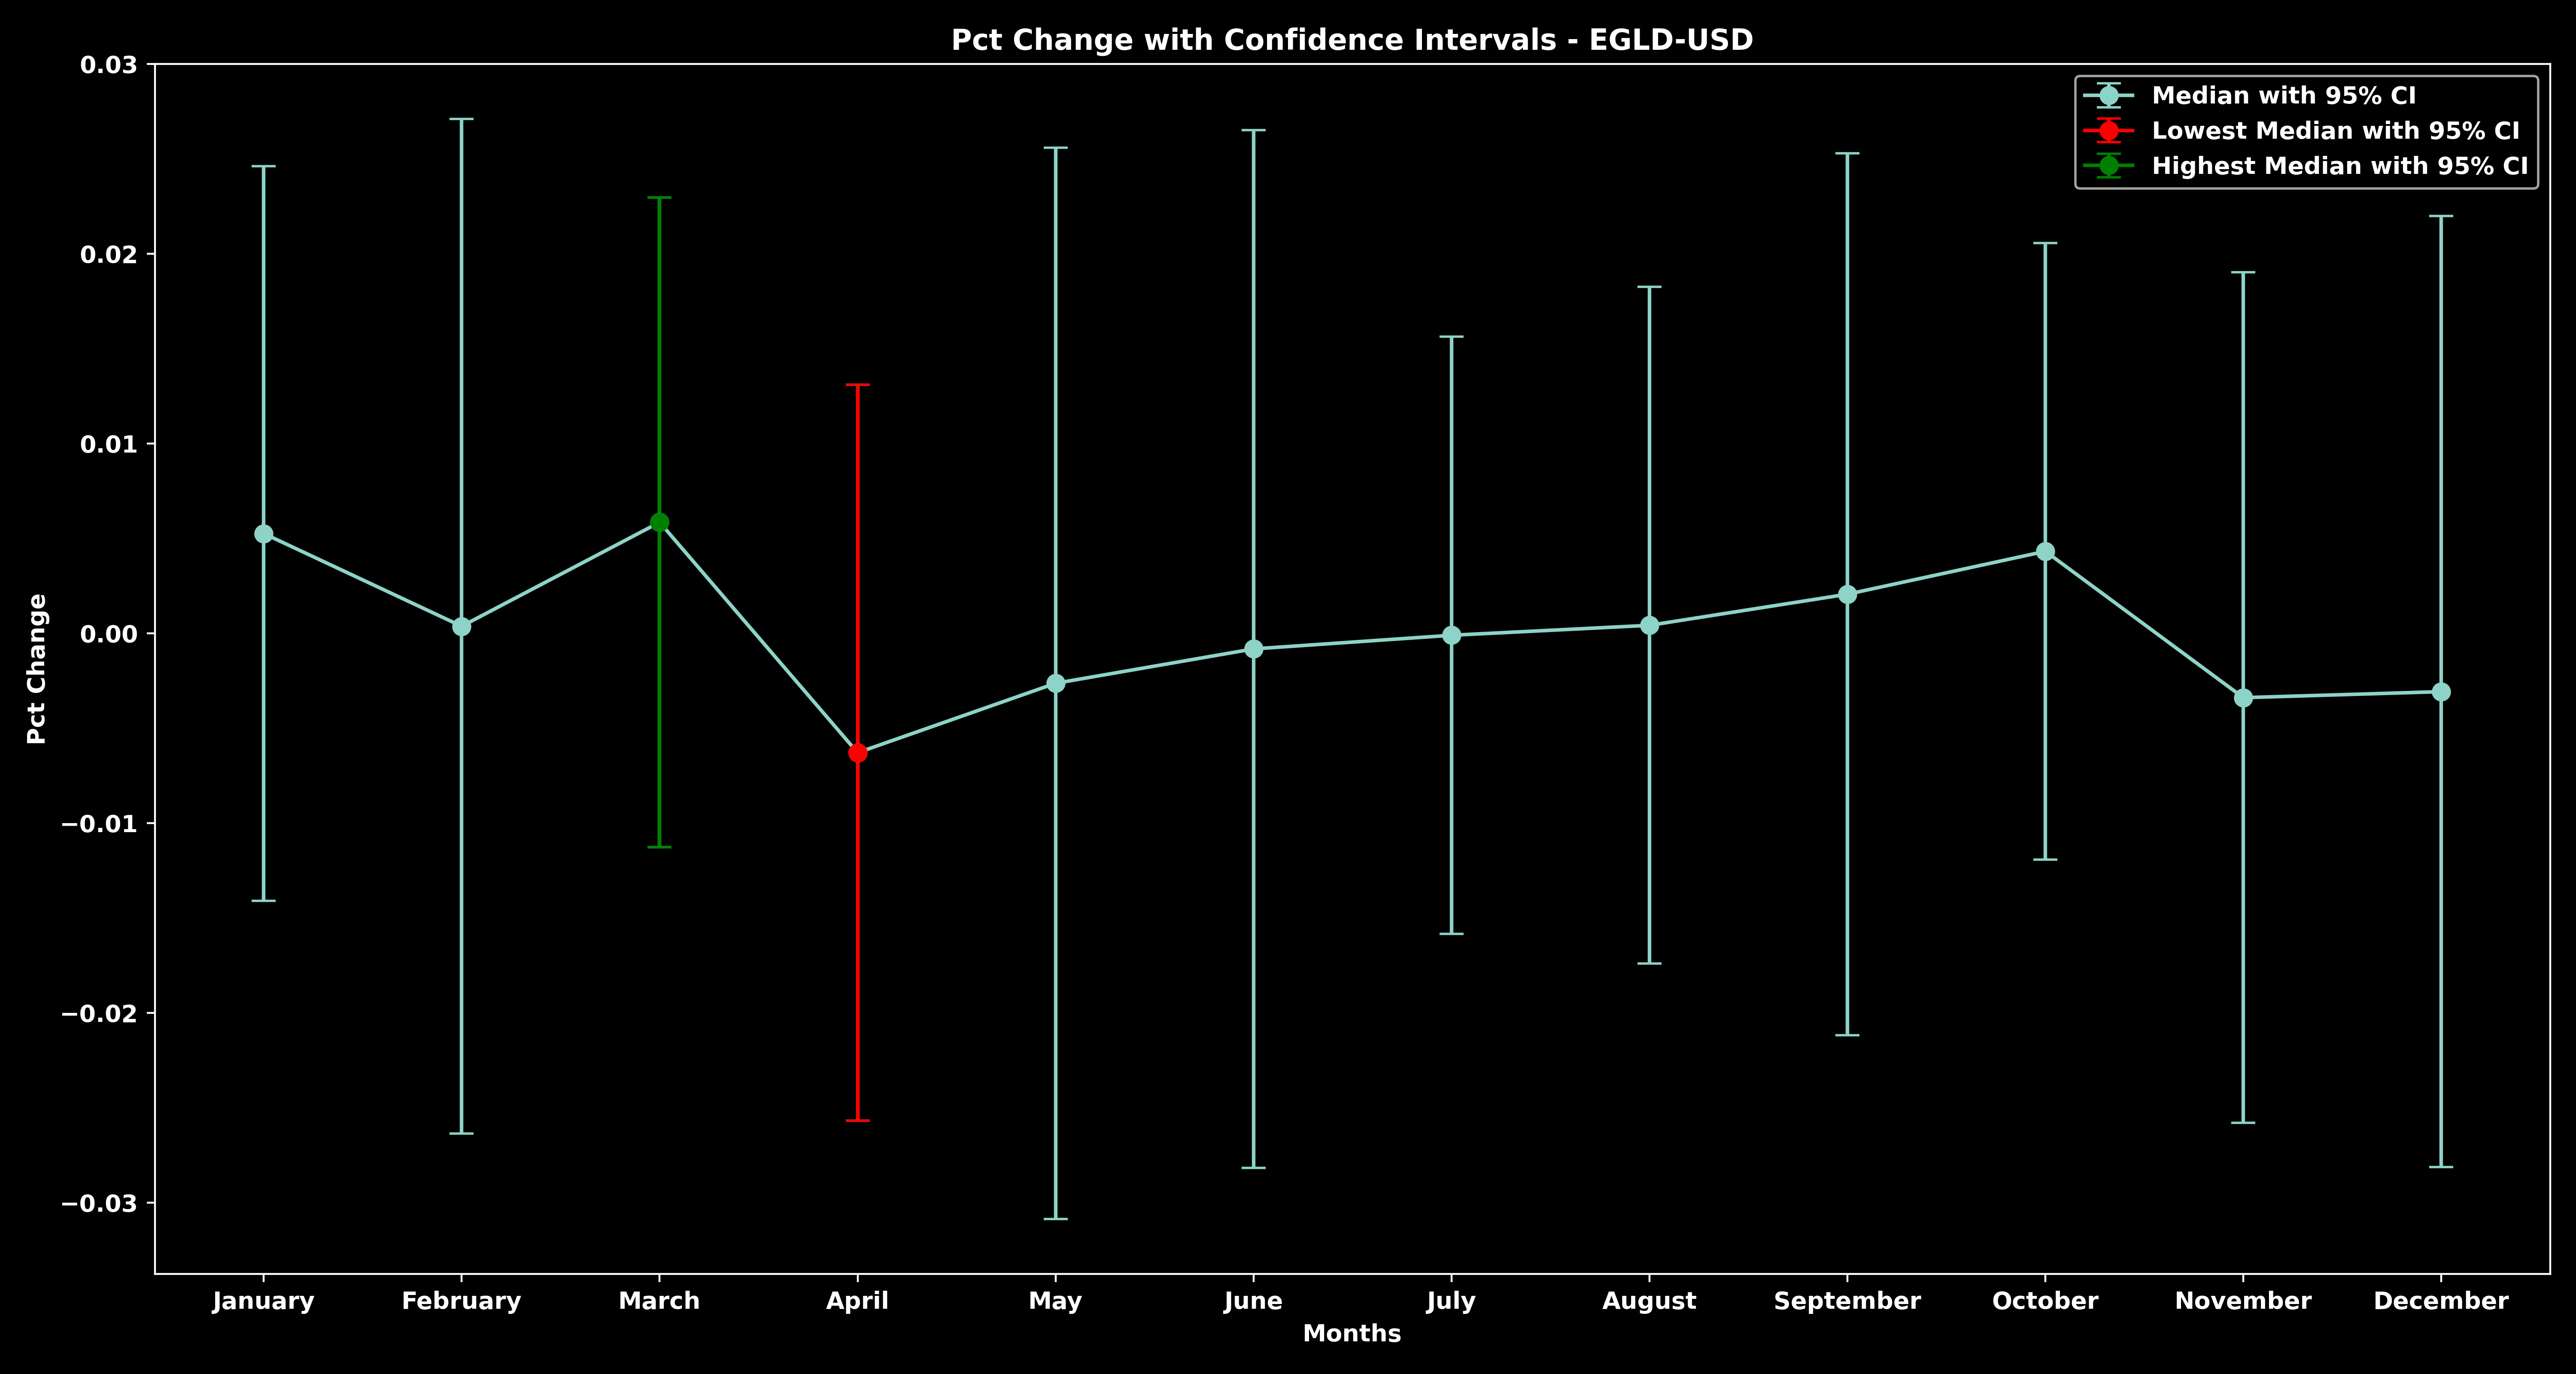 Pct Change with Confidence Intervals - EGLD-USD
Median with 95% CI
Lowest Median with 95% CI
Highest Median with 95% CI
Pct Change
0.03
0.02
0.01
0.00
−0.01
−0.02
−0.03
January February March April May June July August September October November December
Months